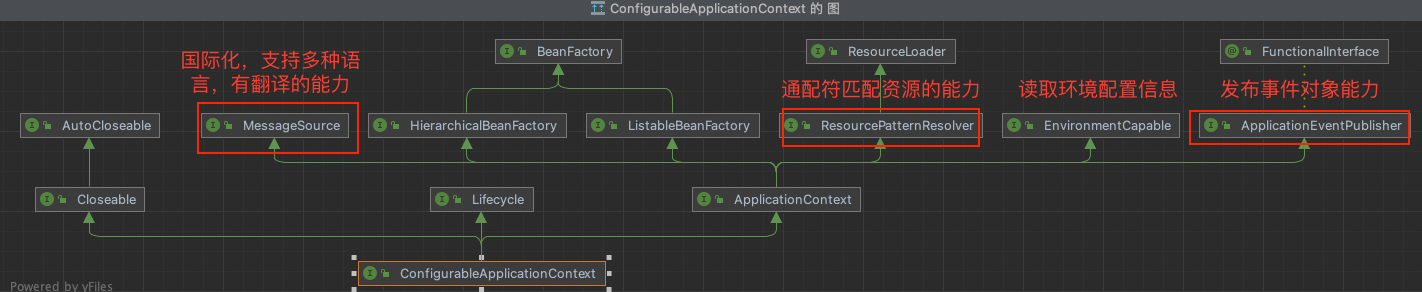 ConfigurableApplicationContext 的 图
国际化，支持多种语
言，有翻译的能力
BeanFactory
ResourceLoader
FunctionalInterface
通配符匹配资源的能力
读取环境配置信息
发布事件对象能力
AutoCloseable
MessageSource
HierarchicalBeanFactory
ListableBeanFactory
ResourcePatternResolver
EnvironmentCapable
ApplicationEventPublisher
Closeable
Lifecycle
ApplicationContext
ConfigurableApplicationContext
Powered by yFiles